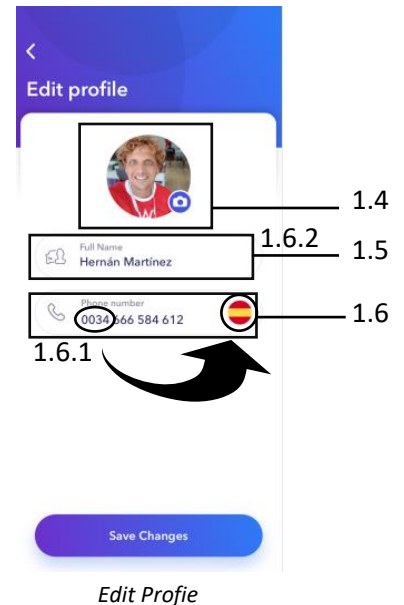 Edit profile
1.4
Full Name
1.6.2
Hernán Martínez
1.5
Phone number
0034 666 584 612
1.6
1.6.1
Save Changes
Edit Profie